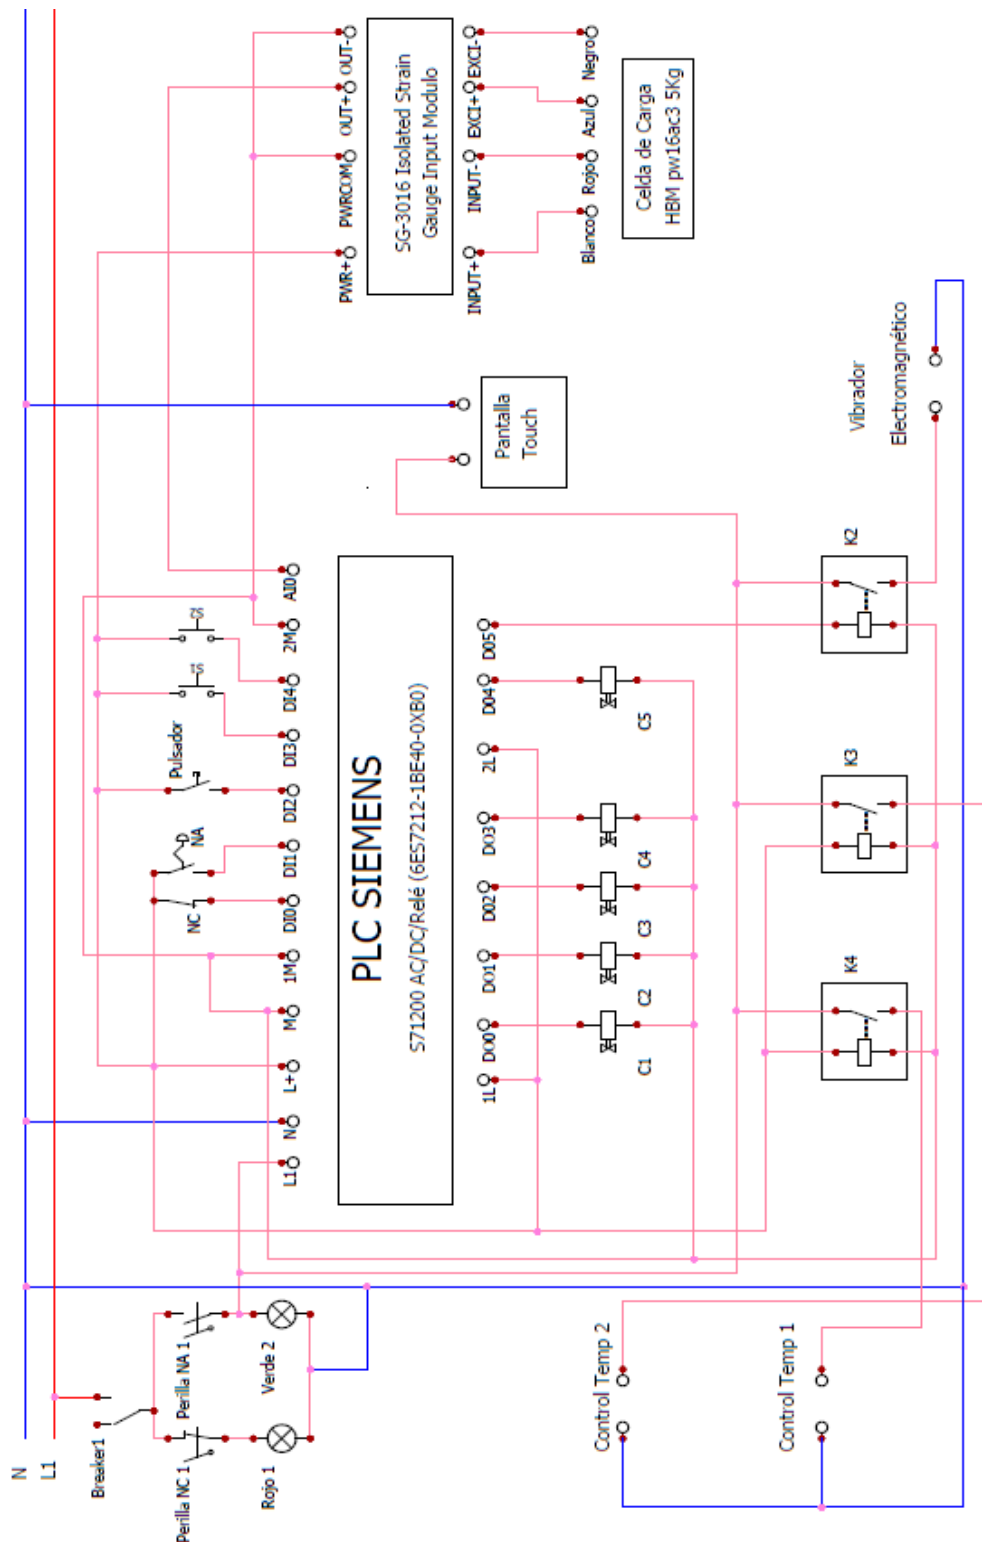 N
L1
Breaker1
Perilla NC 1
Perilla NA 1
Rojo 1
Verde 2
L1
N
L+
M
1M
DI0
DI1
DI2
DI3
DI4
2M
AI0
NC
NA
Pulsador
PLC SIEMENS
S71200 AC/DC/Relé (6ES7212-1BE40-0XB0)
1L
DO0
DO1
DO2
DO3
2L
DO4
DO5
C1
C2
C3
C4
C5
K4
K3
K2
Control Temp 2
Control Temp 1
Pantalla
Touch
Vibrador
Electromagnético
PWR+
PWRCOM
OUT+
OUT-
SG-3016 Isolated Strain
Gauge Input Modulo
INPUT+
INPUT-
EXCI+
EXCI-
Blanco
Rojo
Azul
Negro
Celda de Carga
HBM pw16ac3 5Kg